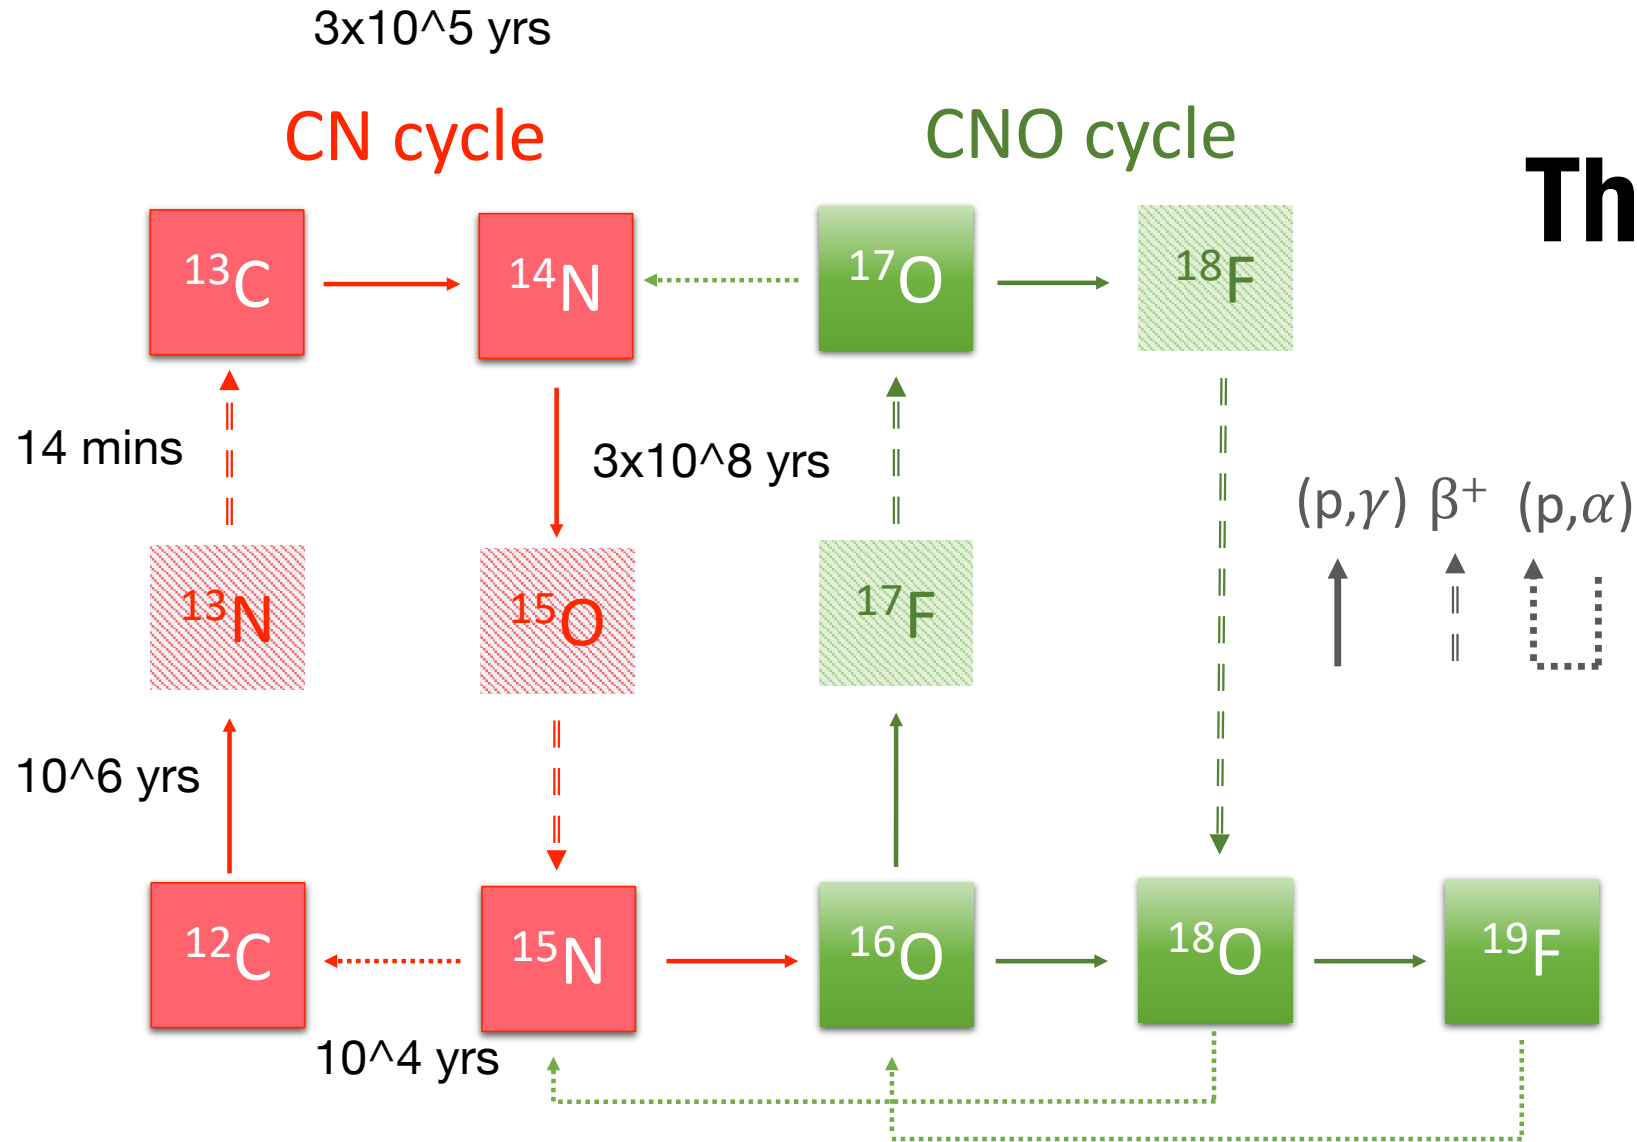 3x10^5 yrs
CN cycle
CNO cycle
Th
¹³C
¹⁴N
¹⁷O
¹⁸F
14 mins
3x10^8 yrs
(p,γ) β⁺ (p,α)
¹³N
¹⁵O
¹⁷F
10^6 yrs
¹²C
¹⁵N
¹⁶O
¹⁸O
¹⁹F
10^4 yrs